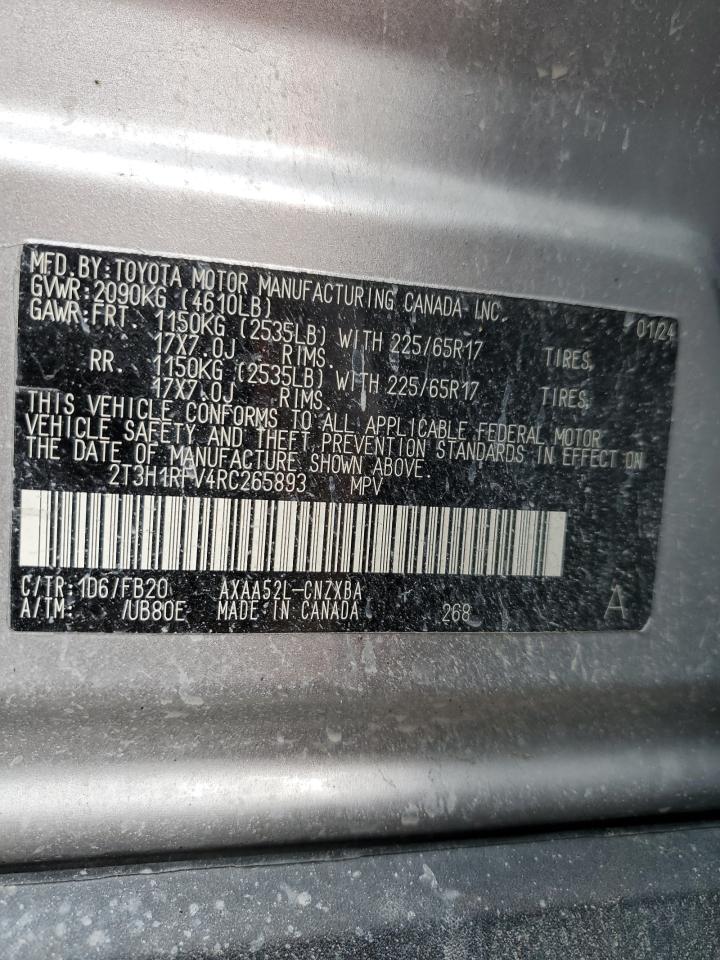 MFD.BY:TOYOTA MOTOR MANUFACTURING CANADA INC. 01/24
GVWR:2090KG (4610LB)
GAWR:FRT. 1150KG (2535LB) WITH 225/65R17 TIRES,
17X7.0J RIMS.
RR. 1150KG (2535LB) WITH 225/65R17 TIRES,
17X7.0J RIMS.
THIS VEHICLE CONFORMS TO ALL APPLICABLE FEDERAL MOTOR
VEHICLE SAFETY AND THEFT PREVENTION STANDARDS IN EFFECT ON
THE DATE OF MANUFACTURE SHOWN ABOVE.
2T3H1RFV4RC265893 MPV
C/TR:1D6/FB20 AXAA52L-CNZXBA
A/TM: /UB80E MADE IN CANADA 268 A